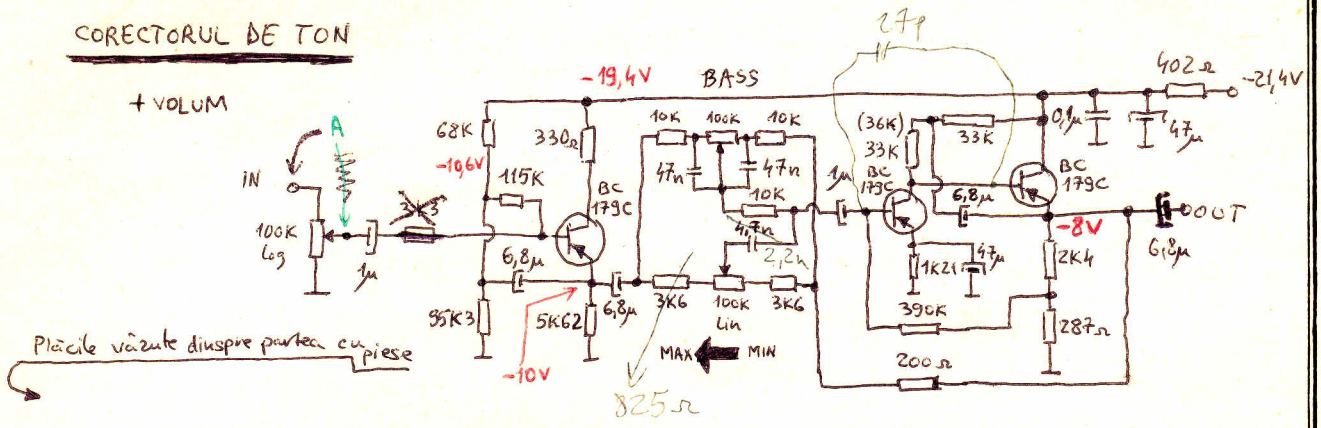 CORECTORUL DE TON
+ VOLUM
A
IN
100K
Log
1µ
3K3
68K
-10,6V
115K
-19,4V
330Ω
BC
179C
6,8µ
95K3
5K62
-10V
6,8µ
BASS
10K
100K
10K
47n
47n
10K
4,7n
2,2n
3K6
100K
Lin
3K6
MAX
MIN
825Ω
27p
1µ
(36K)
33K
BC
179C
33K
6,8µ
1K21
47µ
390K
200Ω
BC
179C
-8V
2K4
287Ω
0,1µ
47µ
402Ω
-21,4V
OUT
6,8µ
Plăcile văzute dinspre partea cu piese